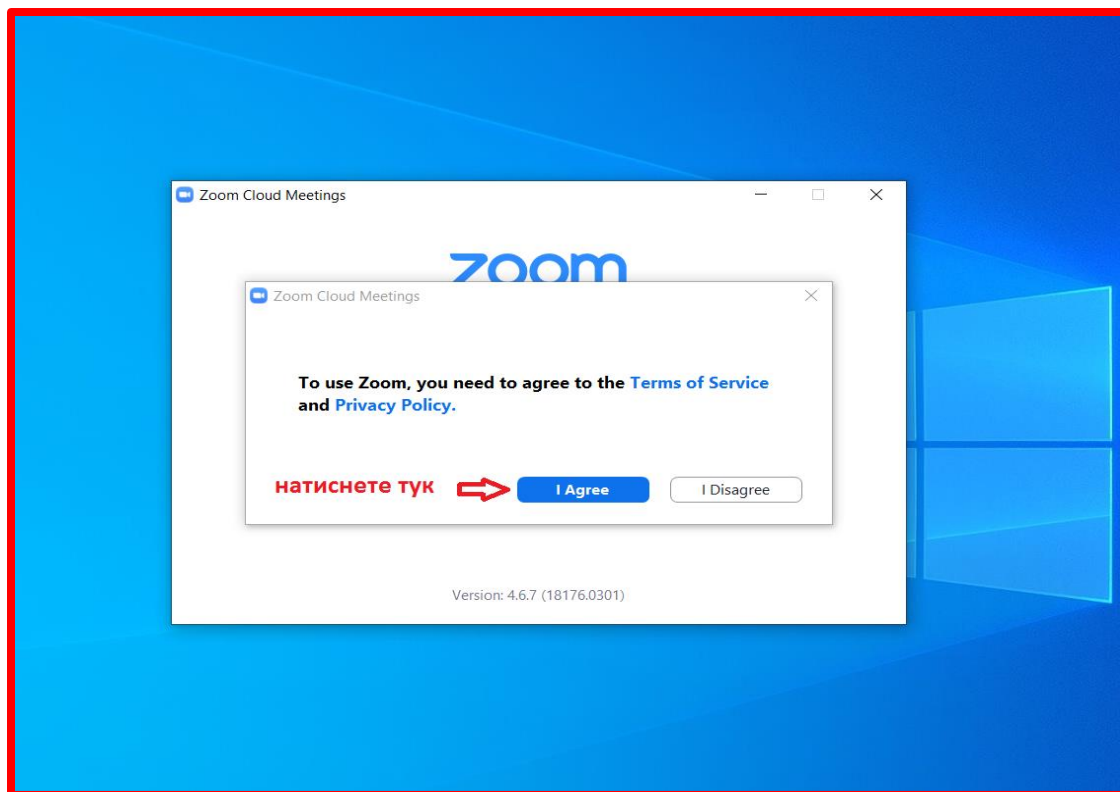 Zoom Cloud Meetings
zoom
Zoom Cloud Meetings
To use Zoom, you need to agree to the Terms of Service
and Privacy Policy.
натиснете тук
I Agree
I Disagree
Version: 4.6.7 (18176.0301)